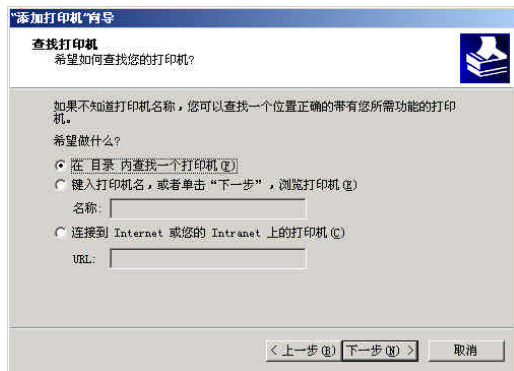 “添加打印机”向导
查找打印机
希望如何查找您的打印机?
如果不知道打印机名称，您可以查找一个位置正确的带有您所需功能的打印
机。
希望做什么?
在 目录 内查找一个打印机(F)
键入打印机名，或者单击“下一步”，浏览打印机(E)
名称:
连接到 Internet 或您的 Intranet 上的打印机(C)
URL:
< 上一步(B) 下一步(N) > 取消